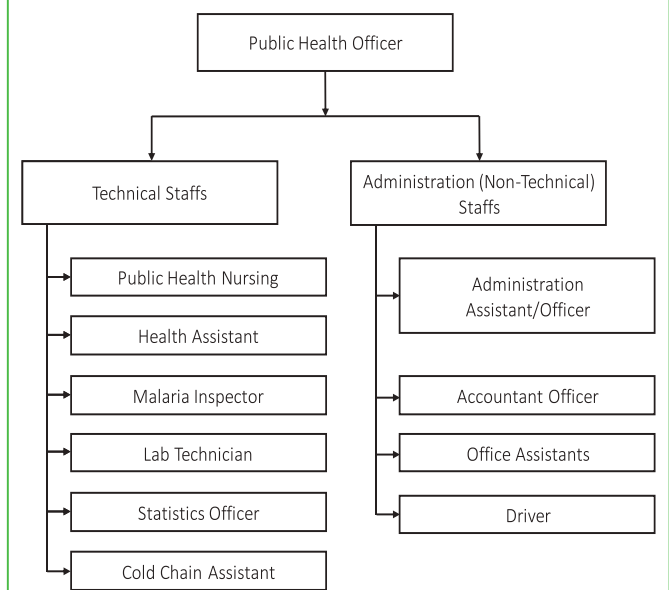 Public Health Officer
Technical Staffs
Administration (Non-Technical)
Staffs
Public Health Nursing
Health Assistant
Malaria Inspector
Lab Technician
Statistics Officer
Cold Chain Assistant
Administration
Assistant/Officer
Accountant Officer
Office Assistants
Driver